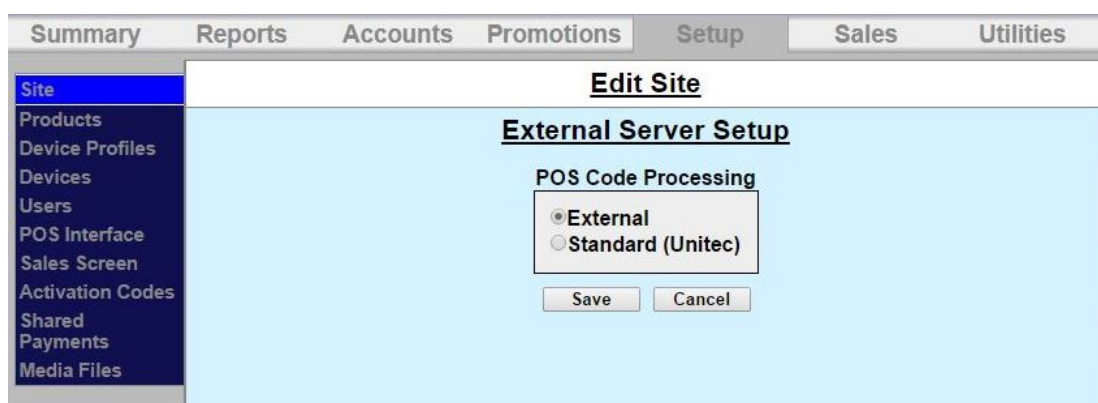 Summary Reports Accounts Promotions Setup Sales Utilities
Site
Products
Device Profiles
Devices
Users
POS Interface
Sales Screen
Activation Codes
Shared
Payments
Media Files
Edit Site
External Server Setup
POS Code Processing
External
Standard (Unitec)
Save Cancel